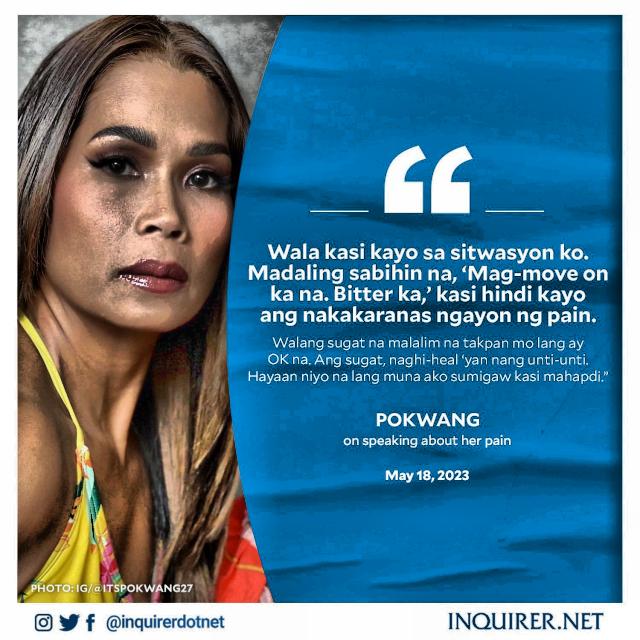 Wala kasi kayo sa sitwasyon ko.
Madaling sabihin na, ‘Mag-move on
ka na. Bitter ka,’ kasi hindi kayo
ang nakakaranas ngayon ng pain.
Walang sugat na malalim na takpan mo lang ay
OK na. Ang sugat, naghi-heal ‘yan nang unti-unti.
Hayaan niyo na lang muna ako sumigaw kasi mahapdi.”
POKWANG
on speaking about her pain
May 18, 2023
PHOTO: IG/@ITSPOKWANG27
@inquirerdotnet
INQUIRER.NET